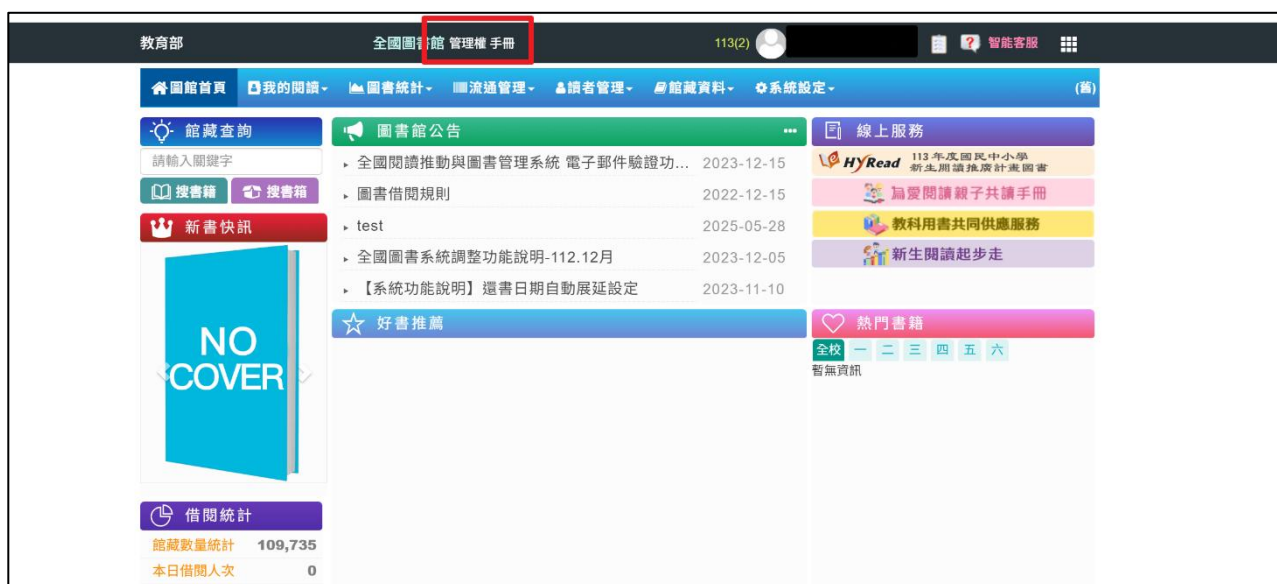 教育部 全國圖書館 管理權 手冊 113(2) 智能客服
圖館首頁 我的閱讀 圖書統計 流通管理 讀者管理 館藏資料 系統設定 (舊)
館藏查詢
請輸入關鍵字
搜書籍 搜書箱
新書快訊
NO
COVER
借閱統計
館藏數量統計 109,735
本日借閱人次 0
圖書館公告
全國閱讀推動與圖書管理系統 電子郵件驗證功... 2023-12-15
圖書借閱規則 2022-12-15
test 2025-05-28
全國圖書系統調整功能說明-112.12月 2023-12-05
【系統功能說明】還書日期自動展延設定 2023-11-10
好書推薦
線上服務
HyRead 113年度國民中小學
新生閱讀推廣計畫圖書
為愛閱讀親子共讀手冊
教科用書共同供應服務
新生閱讀起步走
熱門書籍
全校 一 二 三 四 五 六
暫無資訊